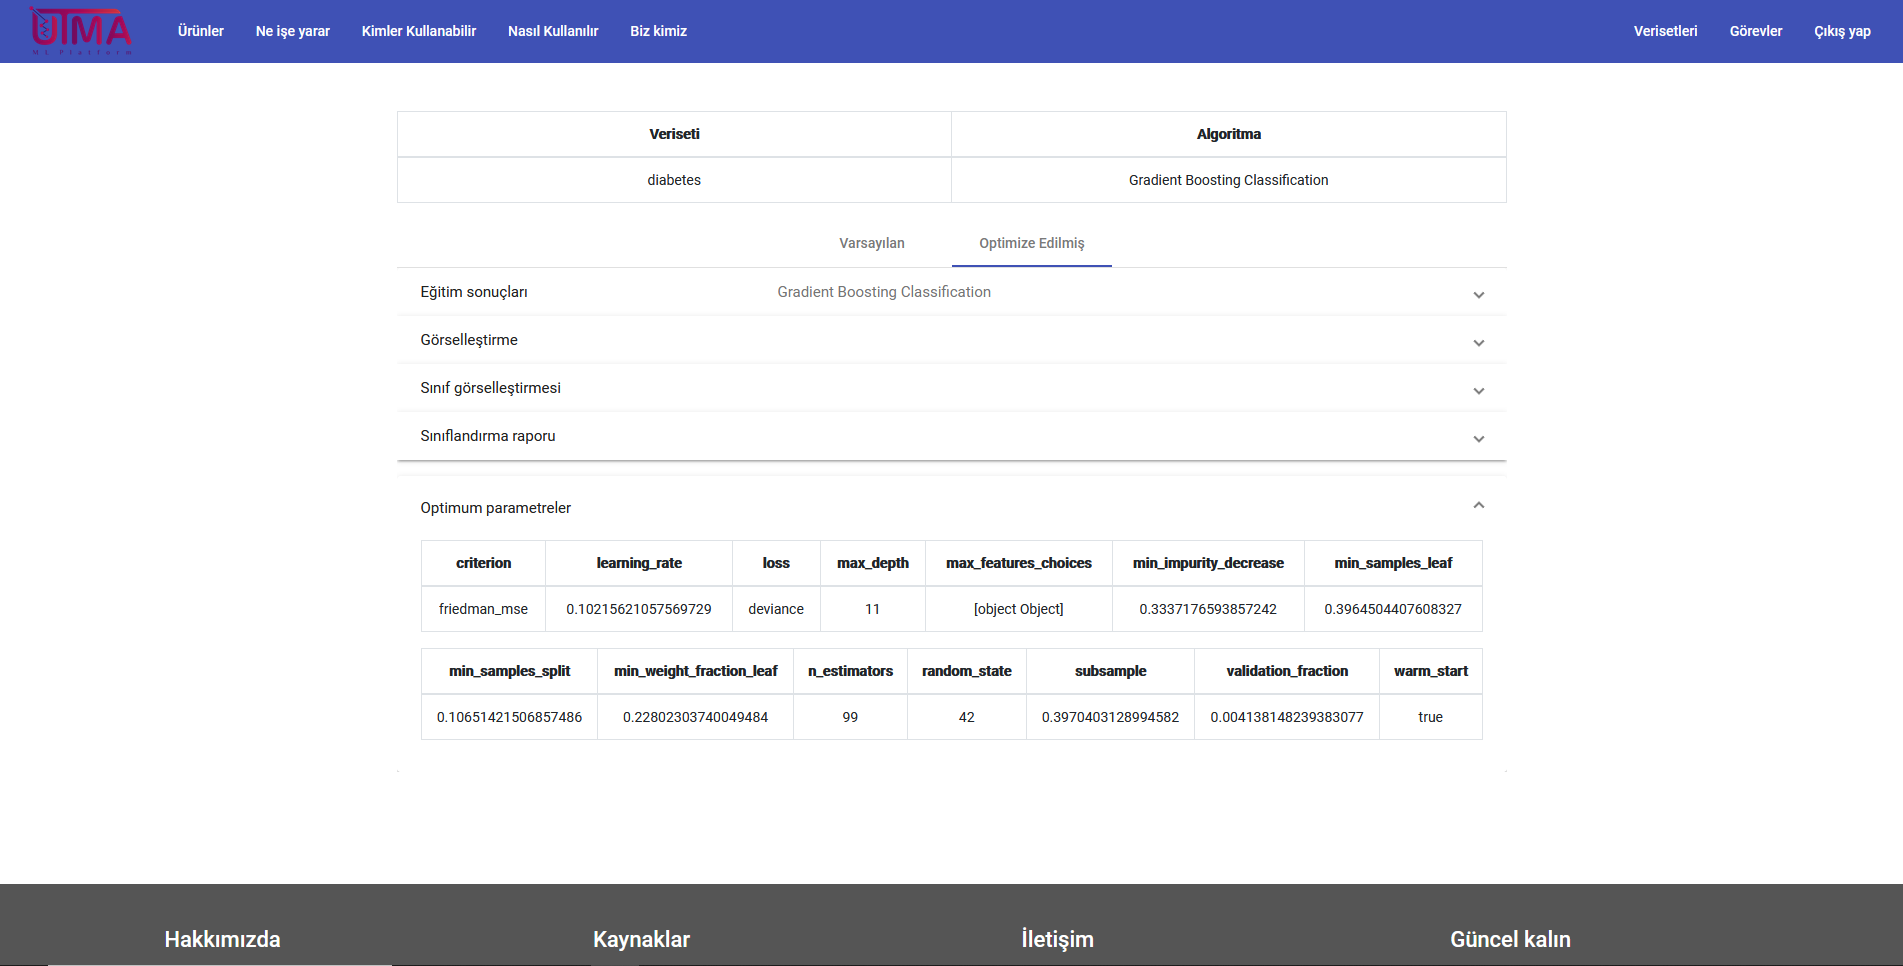 UTMA
ML Platform
Ürünler Ne işe yarar Kimler Kullanabilir Nasıl Kullanılır Biz kimiz Verisetleri Görevler Çıkış yap
Veriseti Algoritma
diabetes Gradient Boosting Classification
Varsayılan Optimize Edilmiş
Eğitim sonuçları Gradient Boosting Classification
Görselleştirme
Sınıf görselleştirmesi
Sınıflandırma raporu
Optimum parametreler
criterion learning_rate loss max_depth max_features_choices min_impurity_decrease min_samples_leaf
friedman_mse 0.10215621057569729 deviance 11 [object Object] 0.3337176593857242 0.3964504407608327
min_samples_split min_weight_fraction_leaf n_estimators random_state subsample validation_fraction warm_start
0.10651421506857486 0.22802303740049484 99 42 0.3970403128994582 0.004138148239383077 true
Hakkımızda Kaynaklar İletişim Güncel kalın